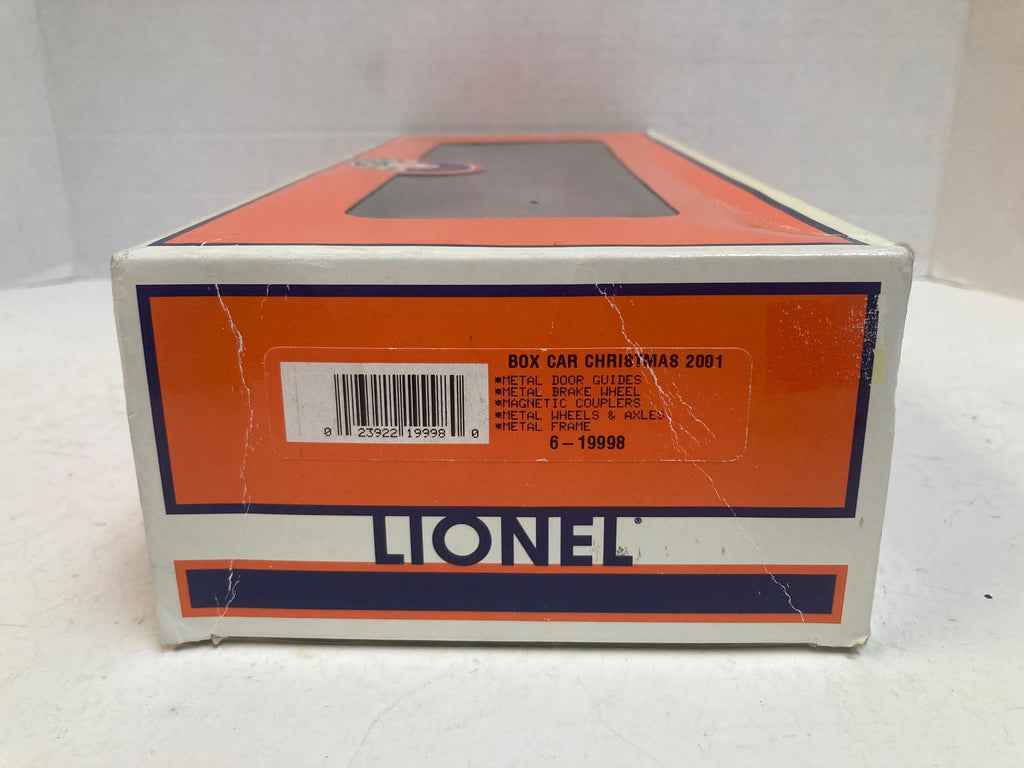 BOX CAR CHRISTMAS 2001
*METAL DOOR GUIDES
*METAL BRAKE WHEEL
*MAGNETIC COUPLERS
*METAL WHEELS & AXLES
*METAL FRAME
6-19998
0 23922 19998 0
LIONEL®